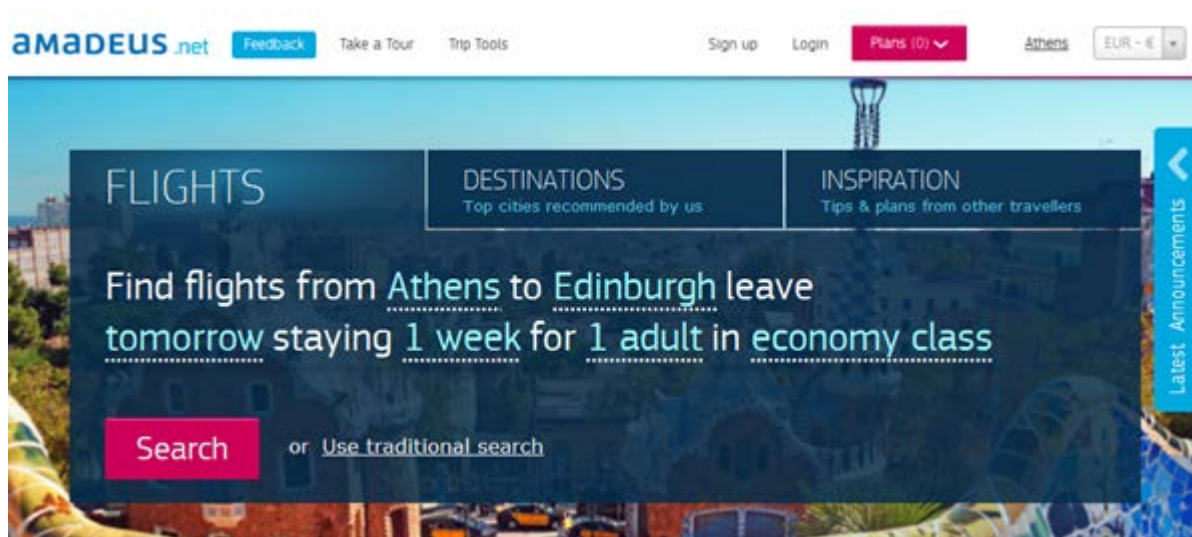 amadeus.net
Feedback
Take a Tour
Trip Tools
Sign up
Login
Plans (0)
Athens
EUR - €
FLIGHTS
DESTINATIONS
Top cities recommended by us
INSPIRATION
Tips & plans from other travellers
Find flights from Athens to Edinburgh leave
tomorrow staying 1 week for 1 adult in economy class
Search
or Use traditional search
Latest Announcements